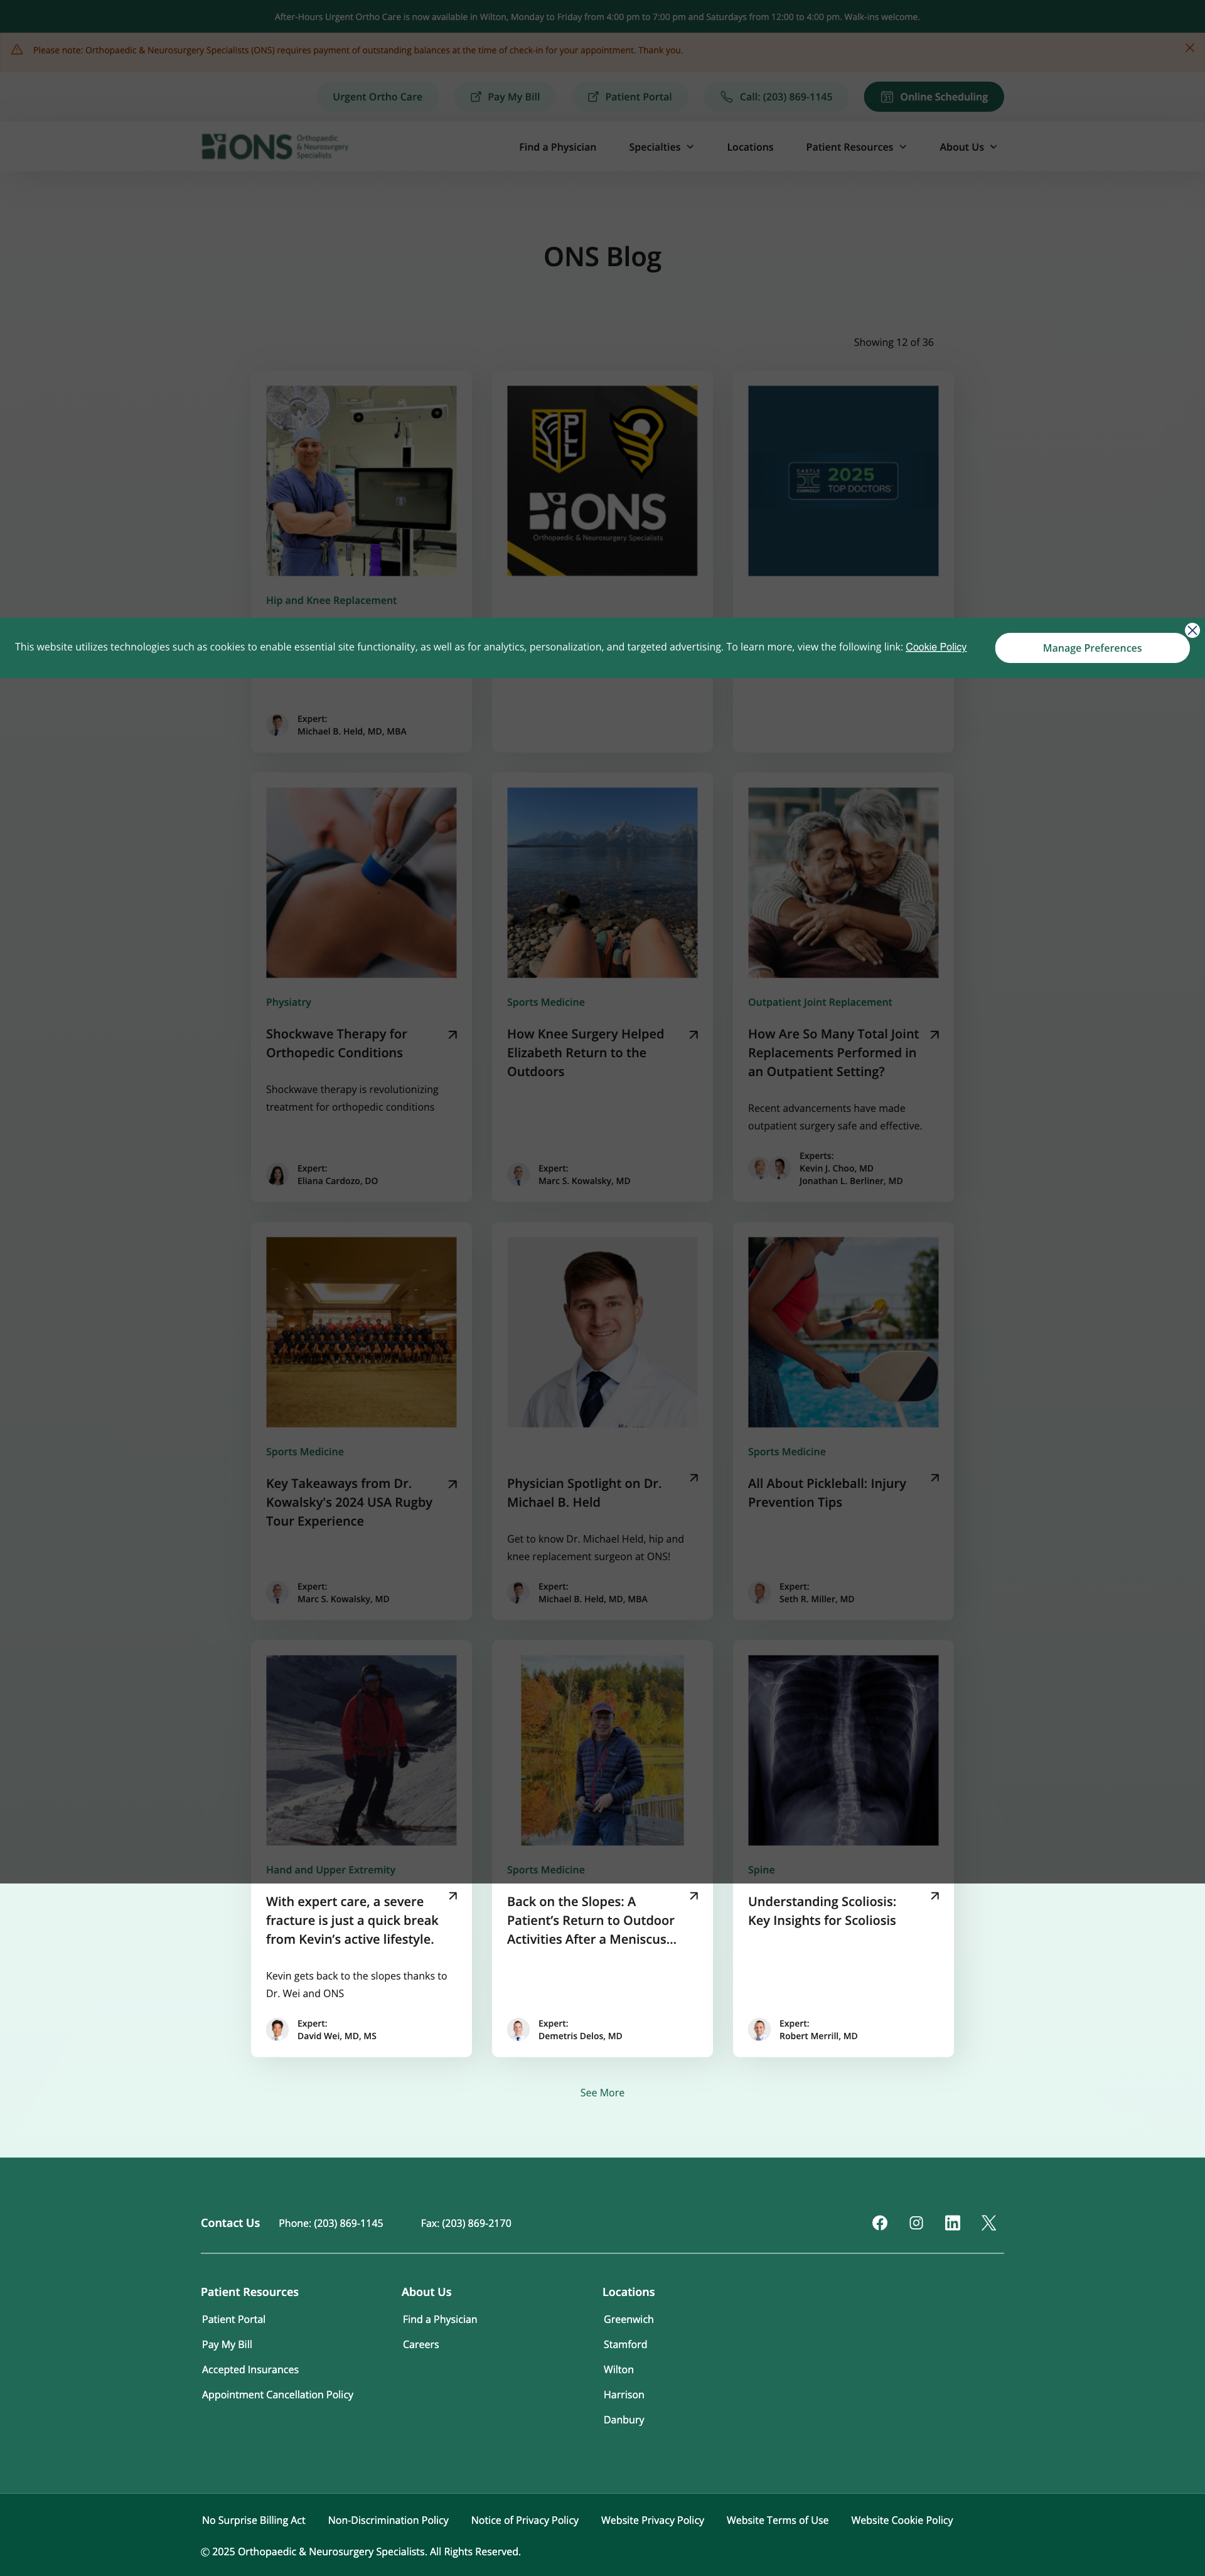 After-Hours Urgent Ortho Care is now available in Wilton, Monday to Friday from 4:00 pm to 7:00 pm and Saturdays from 12:00 to 4:00 pm. Walk-ins welcome.
Please note: Orthopaedic & Neurosurgery Specialists (ONS) requires payment of outstanding balances at the time of check-in for your appointment. Thank you.
Urgent Ortho Care
Pay My Bill
Patient Portal
Call: (203) 869-1145
Online Scheduling
ONS Orthopaedic
& Neurosurgery
Specialists
Find a Physician
Specialties
Locations
Patient Resources
About Us
ONS Blog
Showing 12 of 36
PLL
ONS
Orthopaedic & Neurosurgery Specialists
CASTLE CONNOLLY
2025
TOP DOCTORS
Hip and Knee Replacement
This website utilizes technologies such as cookies to enable essential site functionality, as well as for analytics, personalization, and targeted advertising. To learn more, view the following link: Cookie Policy
Manage Preferences
Expert:
Michael B. Held, MD, MBA
Physiatry
Shockwave Therapy for
Orthopedic Conditions
Shockwave therapy is revolutionizing
treatment for orthopedic conditions
Expert:
Eliana Cardozo, DO
Sports Medicine
How Knee Surgery Helped
Elizabeth Return to the
Outdoors
Expert:
Marc S. Kowalsky, MD
Outpatient Joint Replacement
How Are So Many Total Joint
Replacements Performed in
an Outpatient Setting?
Recent advancements have made
outpatient surgery safe and effective.
Experts:
Kevin J. Choo, MD
Jonathan L. Berliner, MD
Sports Medicine
Key Takeaways from Dr.
Kowalsky's 2024 USA Rugby
Tour Experience
Expert:
Marc S. Kowalsky, MD
Physician Spotlight on Dr.
Michael B. Held
Get to know Dr. Michael Held, hip and
knee replacement surgeon at ONS!
Expert:
Michael B. Held, MD, MBA
Sports Medicine
All About Pickleball: Injury
Prevention Tips
Expert:
Seth R. Miller, MD
Hand and Upper Extremity
With expert care, a severe
fracture is just a quick break
from Kevin’s active lifestyle.
Kevin gets back to the slopes thanks to
Dr. Wei and ONS
Expert:
David Wei, MD, MS
Sports Medicine
Back on the Slopes: A
Patient’s Return to Outdoor
Activities After a Meniscus...
Expert:
Demetris Delos, MD
Spine
Understanding Scoliosis:
Key Insights for Scoliosis
Expert:
Robert Merrill, MD
See More
Contact Us
Phone: (203) 869-1145
Fax: (203) 869-2170
Patient Resources
Patient Portal
Pay My Bill
Accepted Insurances
Appointment Cancellation Policy
About Us
Find a Physician
Careers
Locations
Greenwich
Stamford
Wilton
Harrison
Danbury
No Surprise Billing Act
Non-Discrimination Policy
Notice of Privacy Policy
Website Privacy Policy
Website Terms of Use
Website Cookie Policy
© 2025 Orthopaedic & Neurosurgery Specialists. All Rights Reserved.